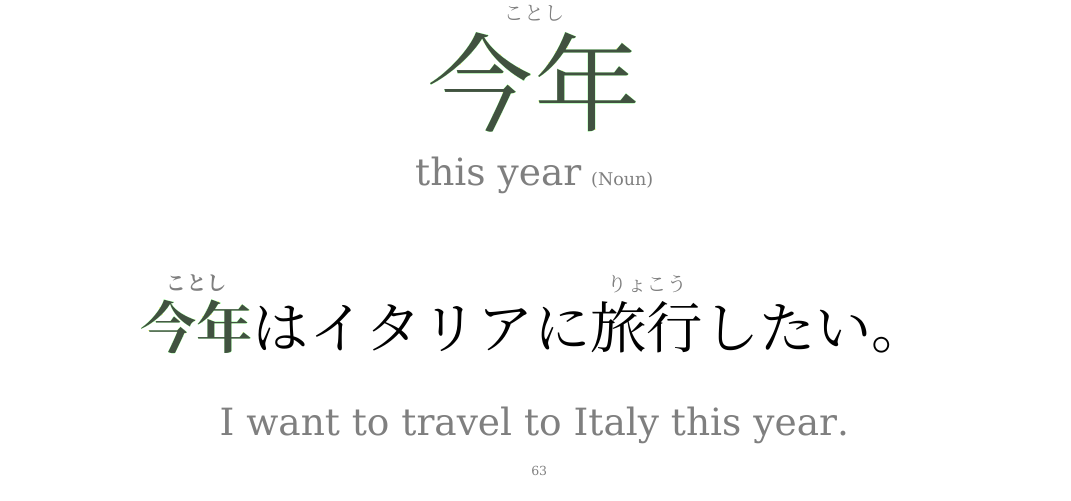 ことし
今年
this year (Noun)
ことし りょこう
今年はイタリアに旅行したい。
I want to travel to Italy this year.
63